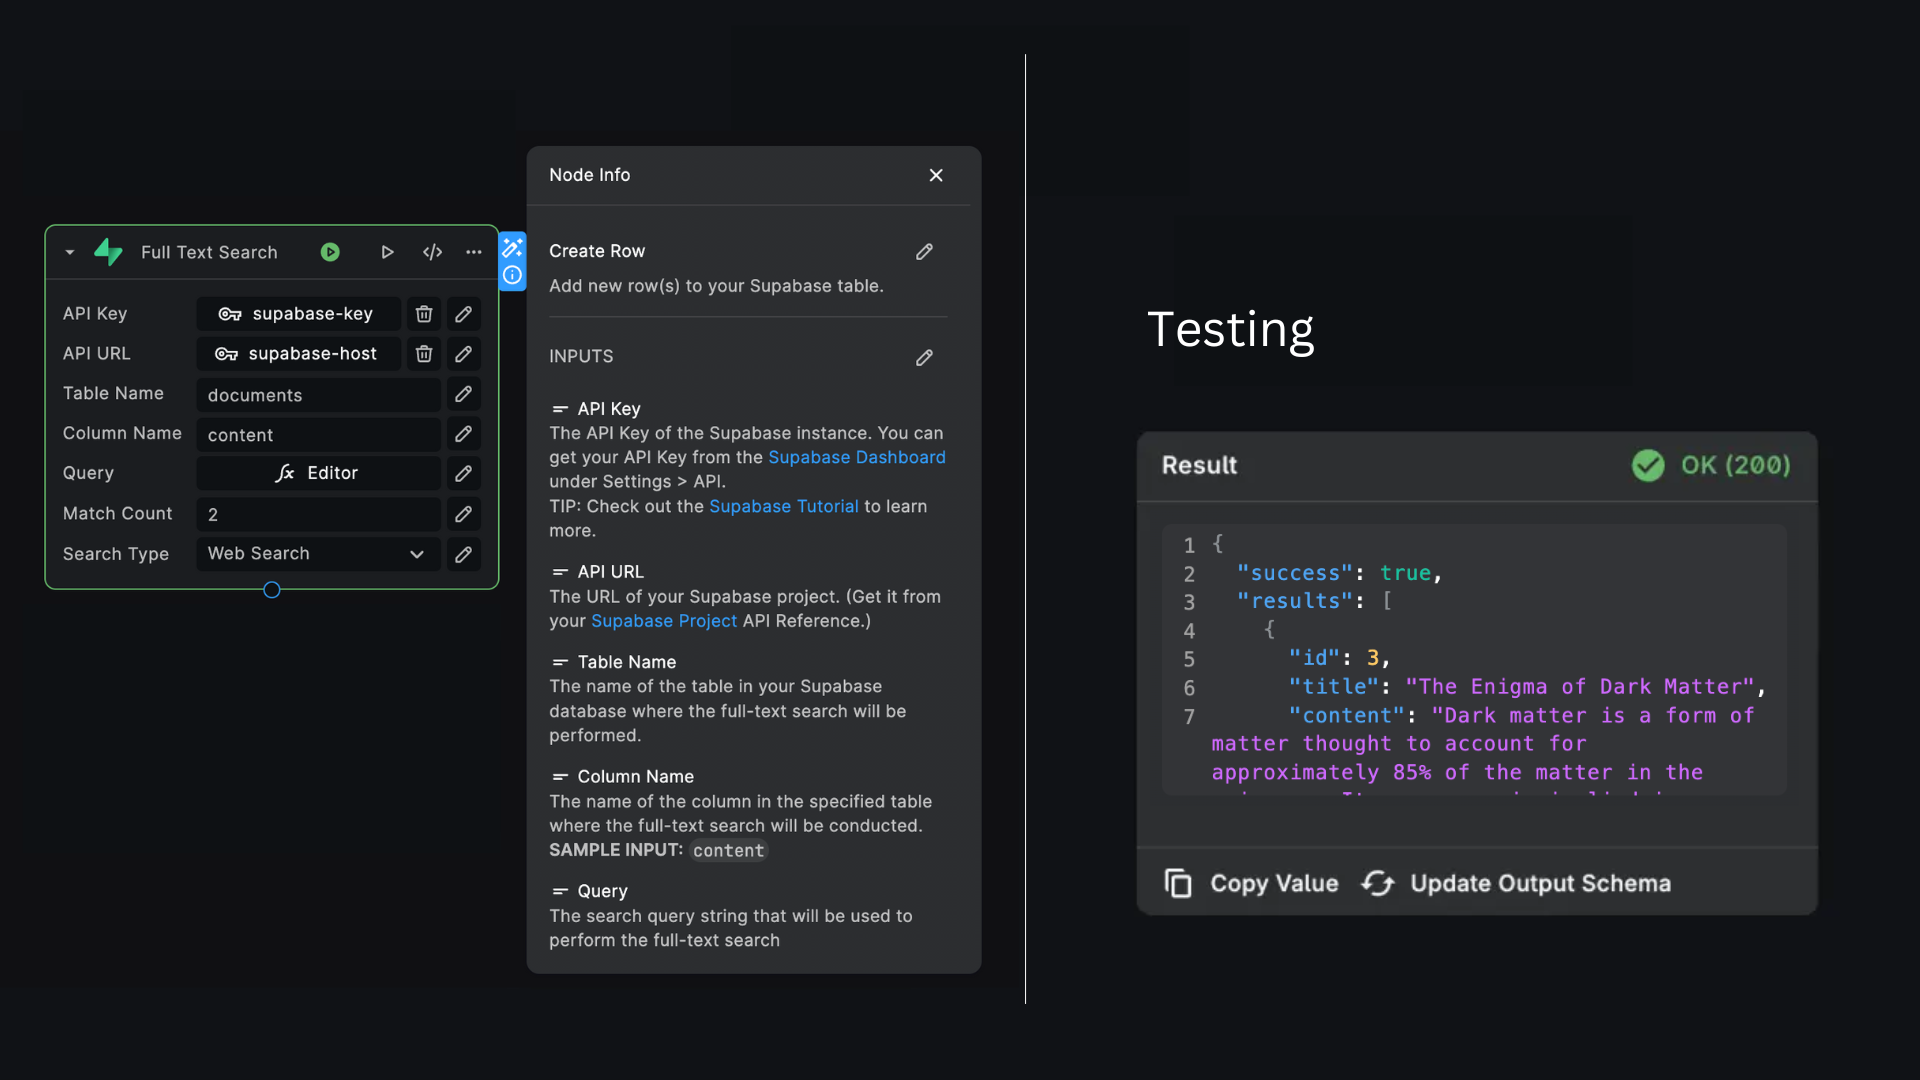 Full Text Search
API Key
supabase-key
API URL
supabase-host
Table Name
documents
Column Name
content
Query
Editor
Match Count
2
Search Type
Web Search
Node Info
Create Row
Add new row(s) to your Supabase table.
INPUTS
API Key
The API Key of the Supabase instance. You can
get your API Key from the Supabase Dashboard
under Settings > API.
TIP: Check out the Supabase Tutorial to learn
more.
API URL
The URL of your Supabase project. (Get it from
your Supabase Project API Reference.)
Table Name
The name of the table in your Supabase
database where the full-text search will be
performed.
Column Name
The name of the column in the specified table
where the full-text search will be conducted.
SAMPLE INPUT: content
Query
The search query string that will be used to
perform the full-text search
Testing
Result
OK (200)
1 {
2 "success": true,
3 "results": [
4 {
5 "id": 3,
6 "title": "The Enigma of Dark Matter",
7 "content": "Dark matter is a form of
matter thought to account for
approximately 85% of the matter in the
Copy Value
Update Output Schema